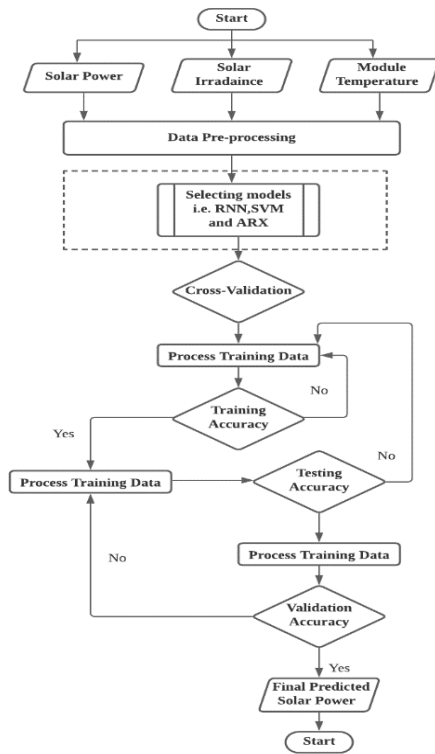 Start
Solar Power
Solar
Irradaince
Module
Temperature
Data Pre-processing
Selecting models
i.e. RNN,SVM
and ARX
Cross-Validation
Process Training Data
No
Training
Accuracy
Yes
Process Training Data
Testing
Accuracy
No
Process Training Data
No
Validation
Accuracy
Yes
Final Predicted
Solar Power
Start